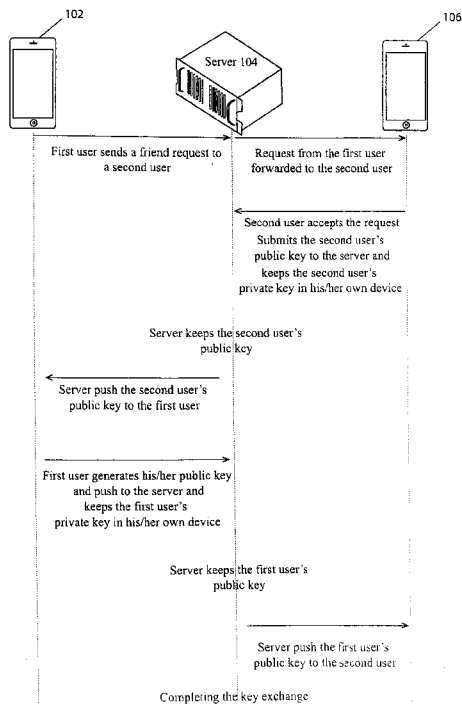 102
106
Server 104
First user sends a friend request to
a second user
Request from the first user
forwarded to the second user
Second user accepts the request
Submits the second user's
public key to the server and
keeps the second user's
private key in his/her own device
Server keeps the second user's
public key
Server push the second user's
public key to the first user
First user generates his/her public key
and push to the server and
keeps the first user's
private key in his/her own device
Server keeps the first user's
public key
Server push the first user's
public key to the second user
Completing the key exchange